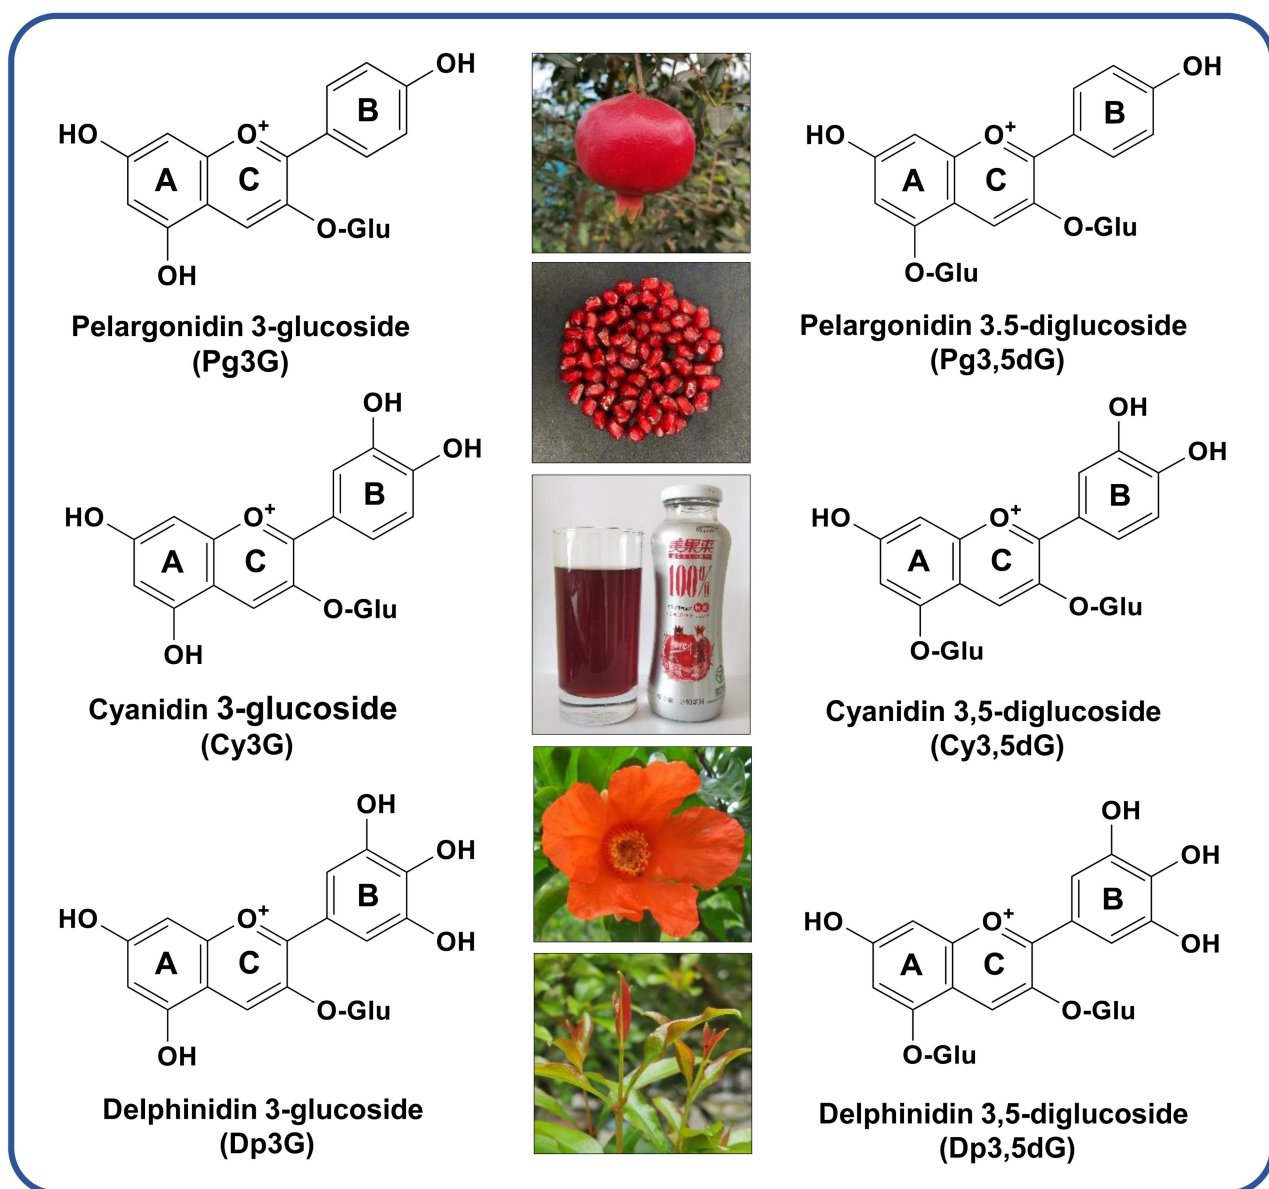 OH
B
HO
O+
A
C
O-Glu
OH
Pelargonidin 3-glucoside
(Pg3G)
OH
OH
B
HO
O+
A
C
O-Glu
OH
Cyanidin 3-glucoside
(Cy3G)
OH
OH
B
HO
O+
OH
A
C
O-Glu
OH
Delphinidin 3-glucoside
(Dp3G)
美果来
100%
OH
B
HO
O+
A
C
O-Glu
O-Glu
Pelargonidin 3.5-diglucoside
(Pg3,5dG)
OH
OH
B
HO
O+
A
C
O-Glu
O-Glu
Cyanidin 3,5-diglucoside
(Cy3,5dG)
OH
OH
B
HO
O+
OH
A
C
O-Glu
O-Glu
Delphinidin 3,5-diglucoside
(Dp3,5dG)